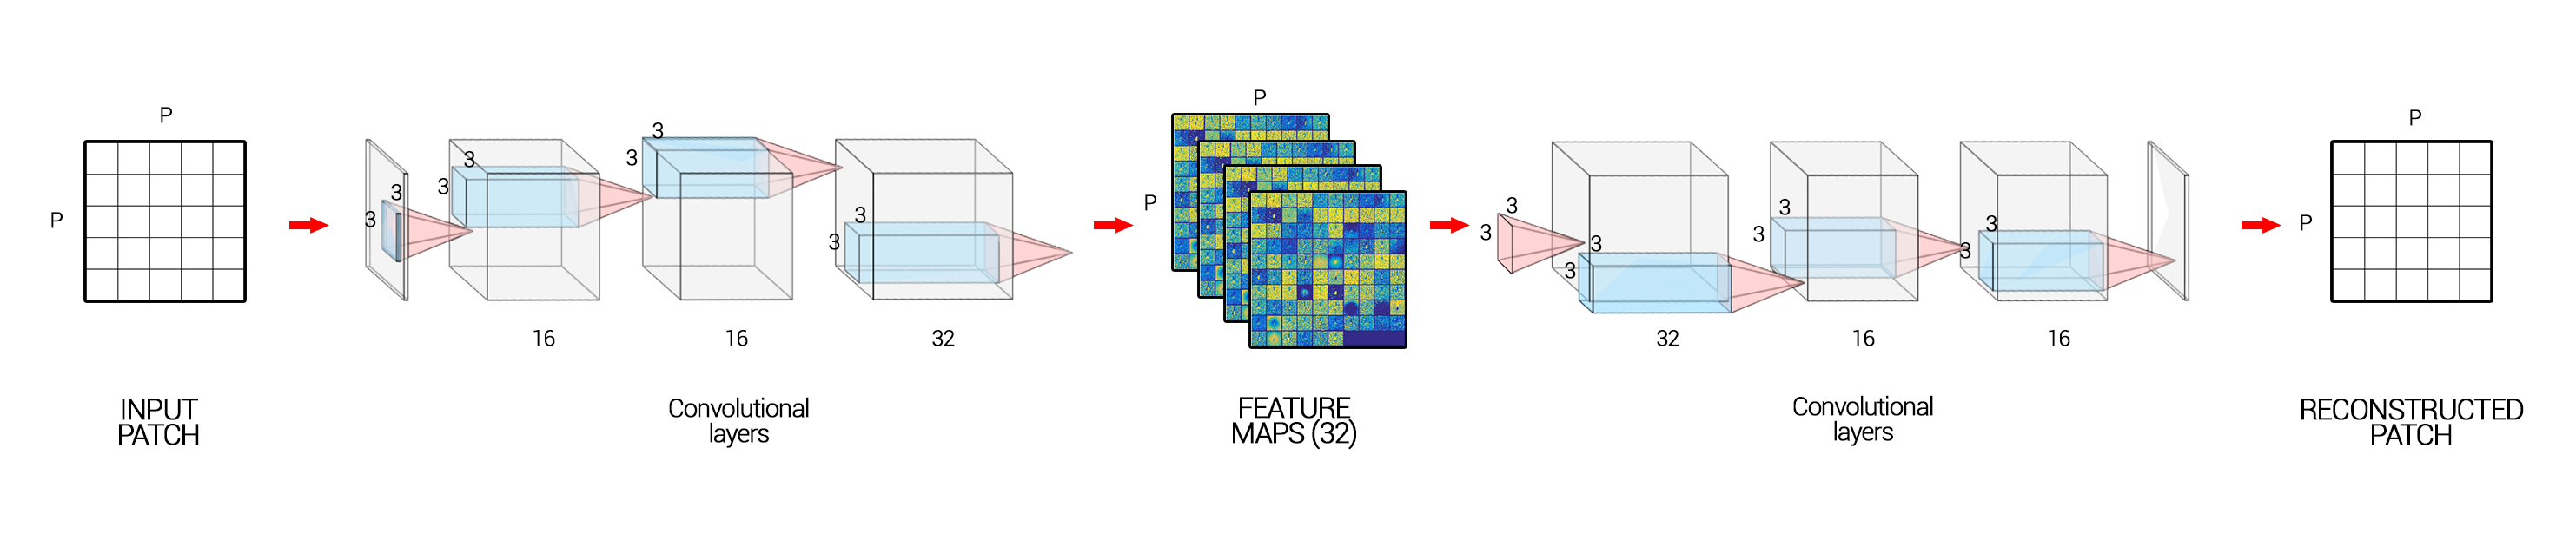 P
P
INPUT
PATCH
3
3
3
3
3
3
3
3
16
16
32
Convolutional
layers
P
P
FEATURE
MAPS (32)
3
3
3
3
3
3
3
3
32
16
16
Convolutional
layers
P
P
RECONSTRUCTED
PATCH